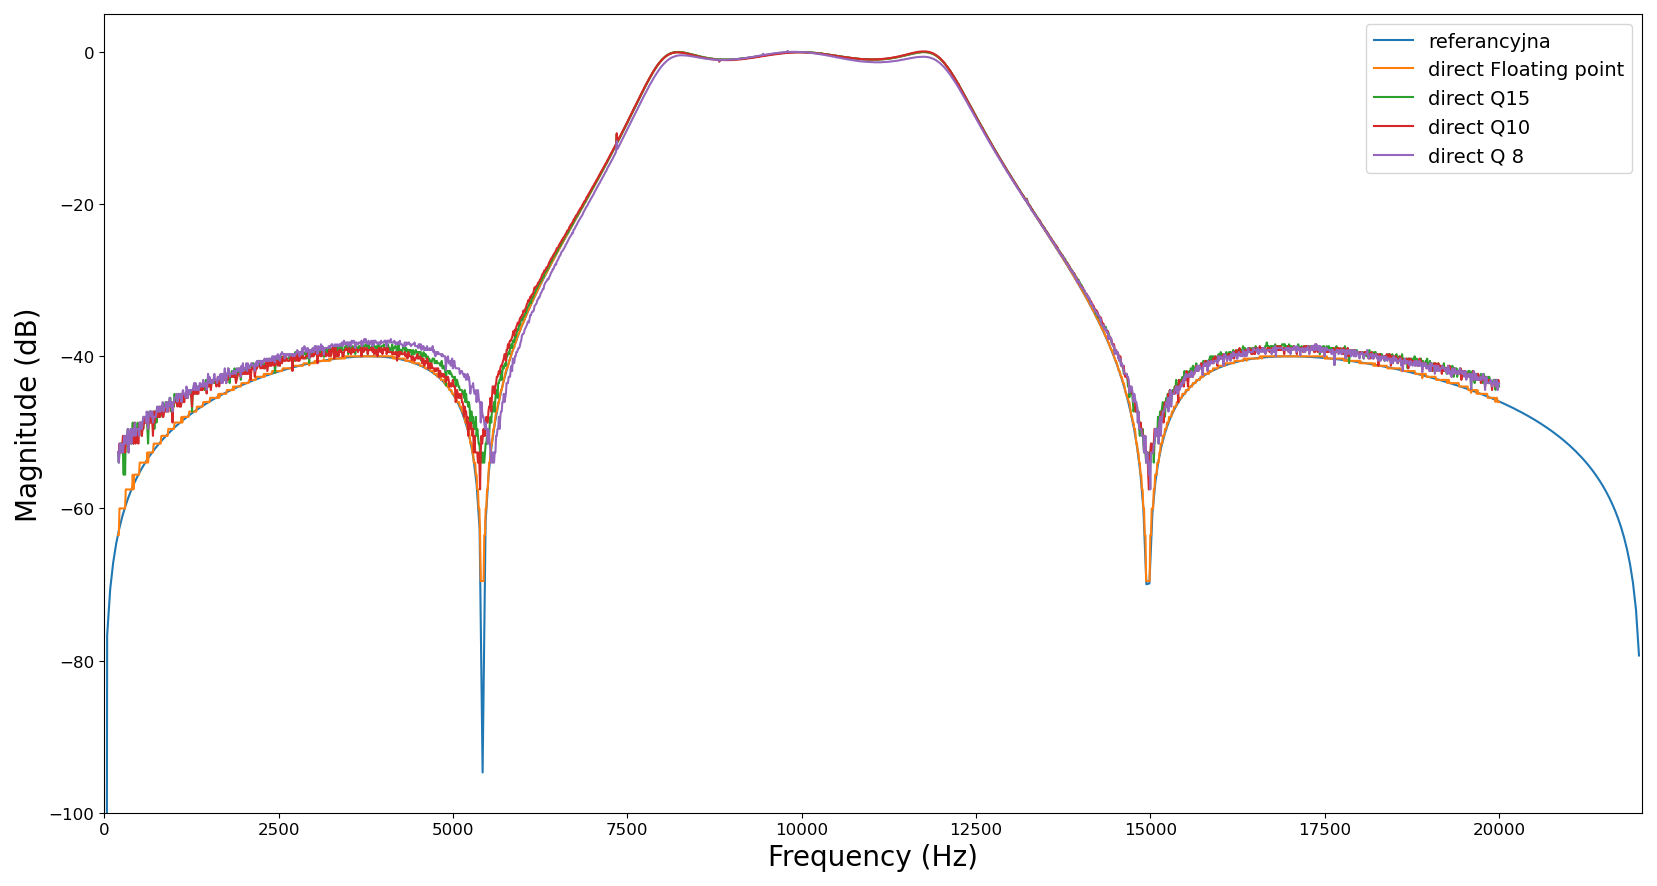 referancyjna
direct Floating point
direct Q15
direct Q10
direct Q 8
Magnitude (dB)
0
−20
−40
−60
−80
−100
0 2500 5000 7500 10000 12500 15000 17500 20000
Frequency (Hz)